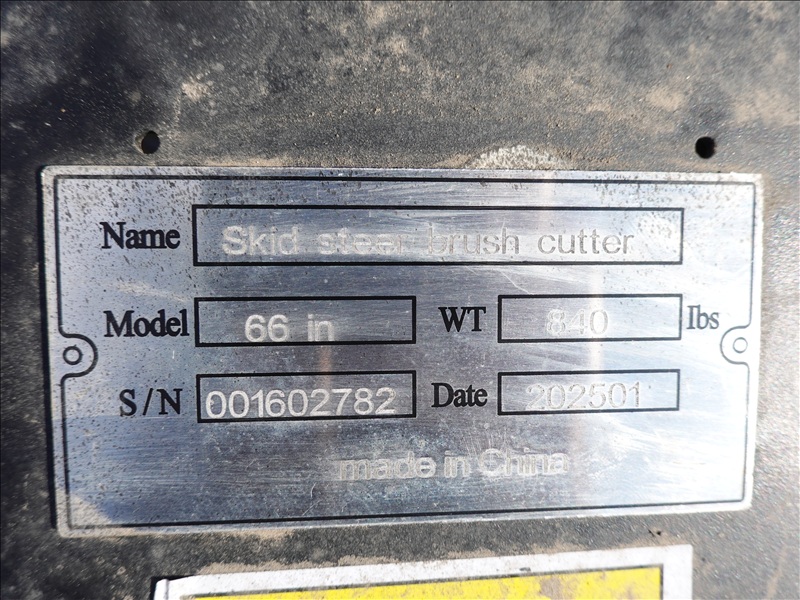 Name Skid steer brush cutter
Model 66 in WT 840 lbs
S/N 001602782 Date 202501
made in China